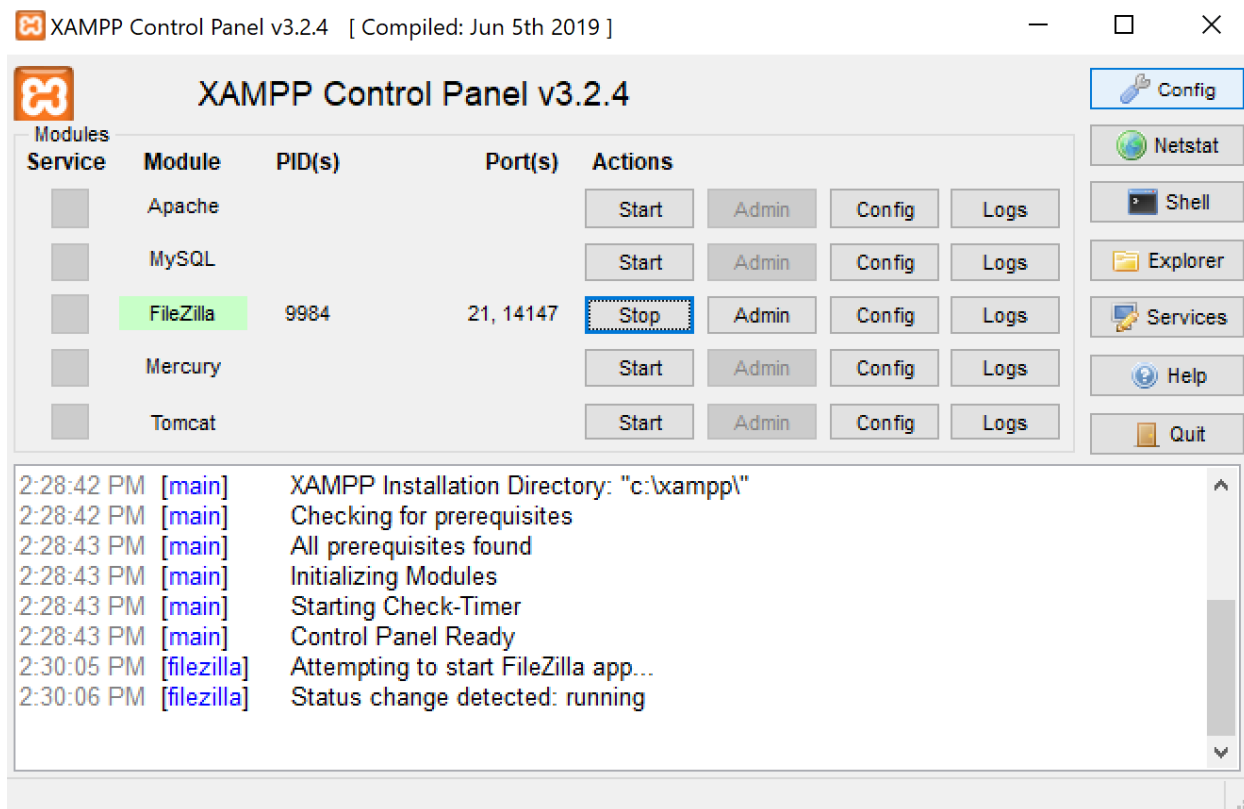 XAMPP Control Panel v3.2.4 [ Compiled: Jun 5th 2019 ]
XAMPP Control Panel v3.2.4
Config
Modules
Netstat
Service Module PID(s) Port(s) Actions
Apache Start Admin Config Logs
Shell
MySQL Start Admin Config Logs
Explorer
FileZilla 9984 21, 14147 Stop Admin Config Logs
Services
Mercury Start Admin Config Logs
Help
Tomcat Start Admin Config Logs
Quit
2:28:42 PM [main] XAMPP Installation Directory: "c:\xampp\"
2:28:42 PM [main] Checking for prerequisites
2:28:43 PM [main] All prerequisites found
2:28:43 PM [main] Initializing Modules
2:28:43 PM [main] Starting Check-Timer
2:28:43 PM [main] Control Panel Ready
2:30:05 PM [filezilla] Attempting to start FileZilla app...
2:30:06 PM [filezilla] Status change detected: running